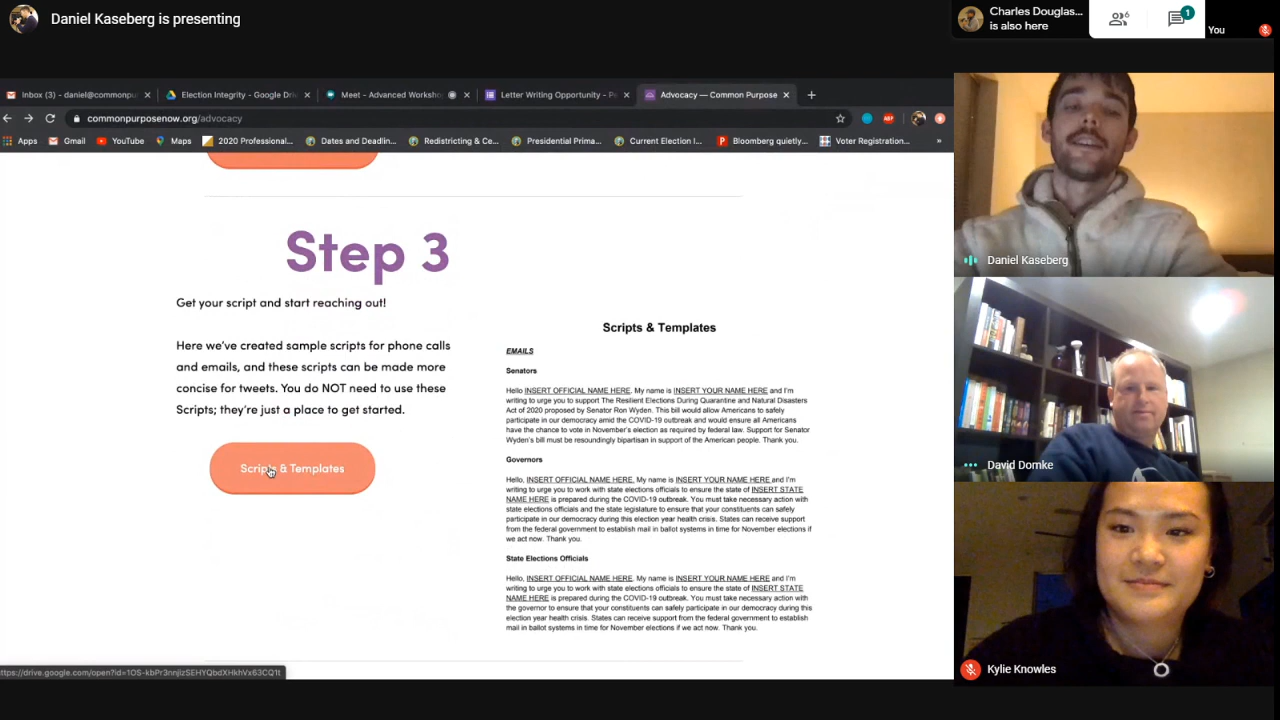 Daniel Kaseberg is presenting
Charles Douglas...
is also here
6
1
You
Inbox (3) - daniel@commonpu
Election Integrity - Google Dri
Meet - Advanced Worksho
Letter Writing Opportunity - P
Advocacy — Common Purpose
commonpurposenow.org/advocacy
Apps
Gmail
YouTube
Maps
2020 Professional...
Dates and Deadlin...
Redistricting & Ce...
Presidential Prima...
Current Election I...
Bloomberg quietly...
Voter Registration...
»
Step 3
Get your script and start reaching out!
Here we've created sample scripts for phone calls
and emails, and these scripts can be made more
concise for tweets. You do NOT need to use these
Scripts; they're just a place to get started.
Scripts & Templates
Scripts & Templates
EMAILS
Senators
Hello INSERT OFFICIAL NAME HERE. My name is INSERT YOUR NAME HERE and I'm
writing to urge you to support The Resilient Elections During Quarantine and Natural Disasters
Act of 2020 proposed by Senator Ron Wyden. This bill would allow Americans to safely
participate in our democracy amid the COVID-19 outbreak and would ensure all Americans
have the chance to vote in November's election as required by federal law. Support for Senator
Wyden's bill must be resoundingly bipartisan in support of the American people. Thank you.
Governors
Hello, INSERT OFFICIAL NAME HERE. My name is INSERT YOUR NAME HERE and I'm
writing to urge you to work with state elections officials to ensure the state of INSERT STATE
NAME HERE is prepared during the COVID-19 outbreak. You must take necessary action with
state elections officials and the state legislature to ensure that your constituents can safely
participate in our democracy during this election year health crisis. States can receive support
from the federal government to establish mail in ballot systems in time for November elections if
we act now. Thank you.
State Elections Officials
Hello, INSERT OFFICIAL NAME HERE. My name is INSERT YOUR NAME HERE and I'm
writing to urge you to work with state elections officials to ensure the state of INSERT STATE
NAME HERE is prepared during the COVID-19 outbreak. You must take necessary action with
the governor to ensure that your constituents can safely participate in our democracy during this
election year health crisis. States can receive support from the federal government to establish
mail in ballot systems in time for November elections if we act now. Thank you.
Daniel Kaseberg
David Domke
Kylie Knowles